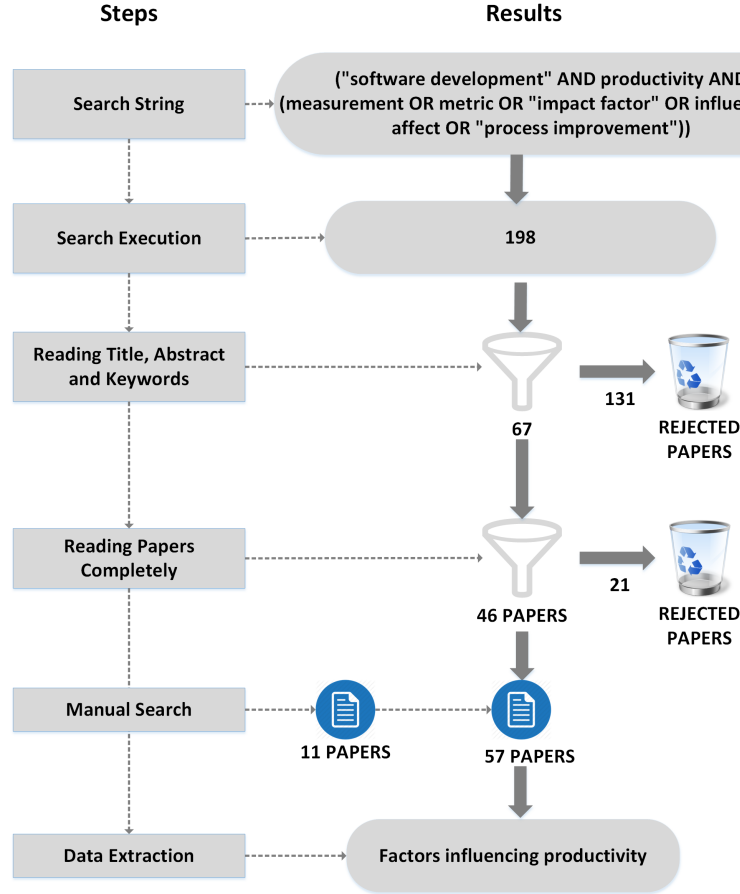 Steps
Results
Search String
("software development" AND productivity AND
(measurement OR metric OR "impact factor" OR
affect OR "process improvement"))
Search Execution
198
Reading Title, Abstract
and Keywords
67
131
REJECTED
PAPERS
Reading Papers
Completely
46 PAPERS
21
REJECTED
PAPERS
Manual Search
11 PAPERS
57 PAPERS
Data Extraction
Factors influencing productivity